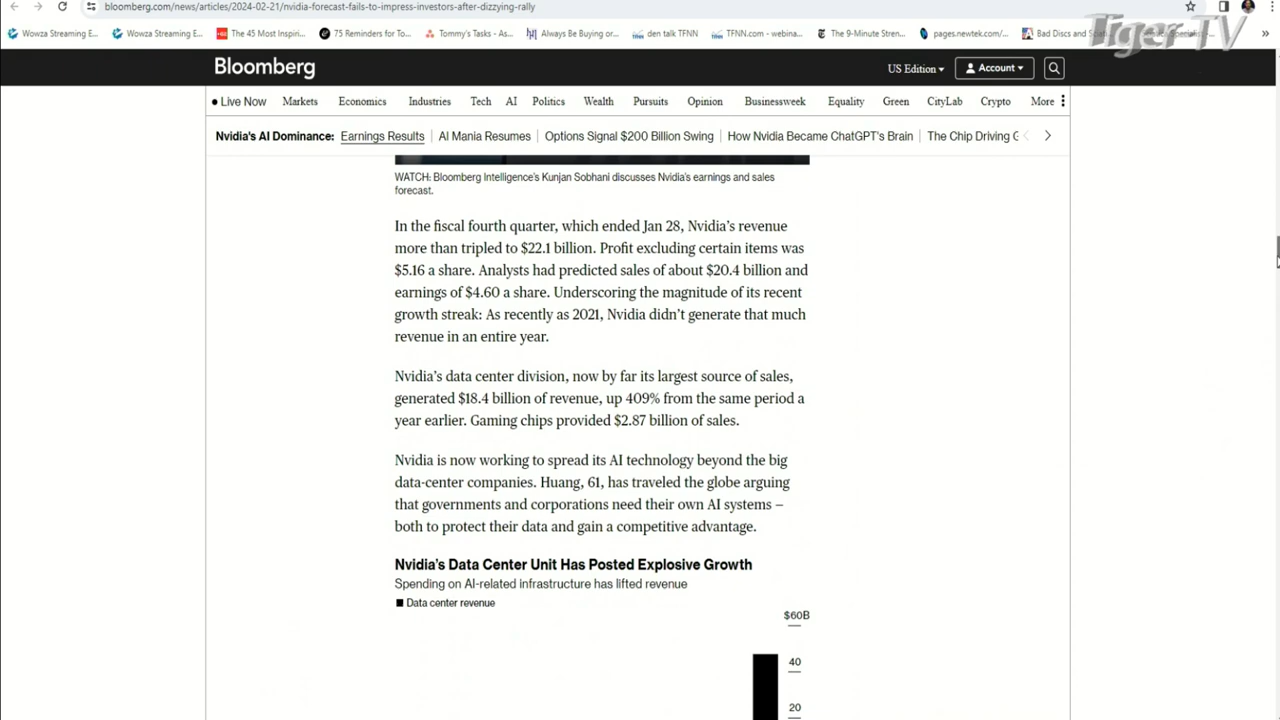 bloomberg.com/news/articles/2024-02-21/nvidia-forecast-fails-to-impress-investors-after-dizzying-rally
Wowza Streaming E... Wowza Streaming E... The 45 Most Inspiri... 75 Reminders for To... Tommy's Tasks - As... Always Be Buying or... den talk TFNN TFNN.com - webina... The 9-Minute Stren... pages.newtek.com/... Bad Discs and
Tiger TV
Bloomberg
US Edition Account
Live Now Markets Economics Industries Tech AI Politics Wealth Pursuits Opinion Businessweek Equality Green CityLab Crypto More
Nvidia's AI Dominance: Earnings Results AI Mania Resumes Options Signal $200 Billion Swing How Nvidia Became ChatGPT's Brain The Chip Driving G
WATCH: Bloomberg Intelligence's Kunjan Sobhani discusses Nvidia's earnings and sales
forecast.
In the fiscal fourth quarter, which ended Jan 28, Nvidia's revenue
more than tripled to $22.1 billion. Profit excluding certain items was
$5.16 a share. Analysts had predicted sales of about $20.4 billion and
earnings of $4.60 a share. Underscoring the magnitude of its recent
growth streak: As recently as 2021, Nvidia didn't generate that much
revenue in an entire year.
Nvidia's data center division, now by far its largest source of sales,
generated $18.4 billion of revenue, up 409% from the same period a
year earlier. Gaming chips provided $2.87 billion of sales.
Nvidia is now working to spread its AI technology beyond the big
data-center companies. Huang, 61, has traveled the globe arguing
that governments and corporations need their own AI systems –
both to protect their data and gain a competitive advantage.
Nvidia's Data Center Unit Has Posted Explosive Growth
Spending on AI-related infrastructure has lifted revenue
Data center revenue
$60B
40
20